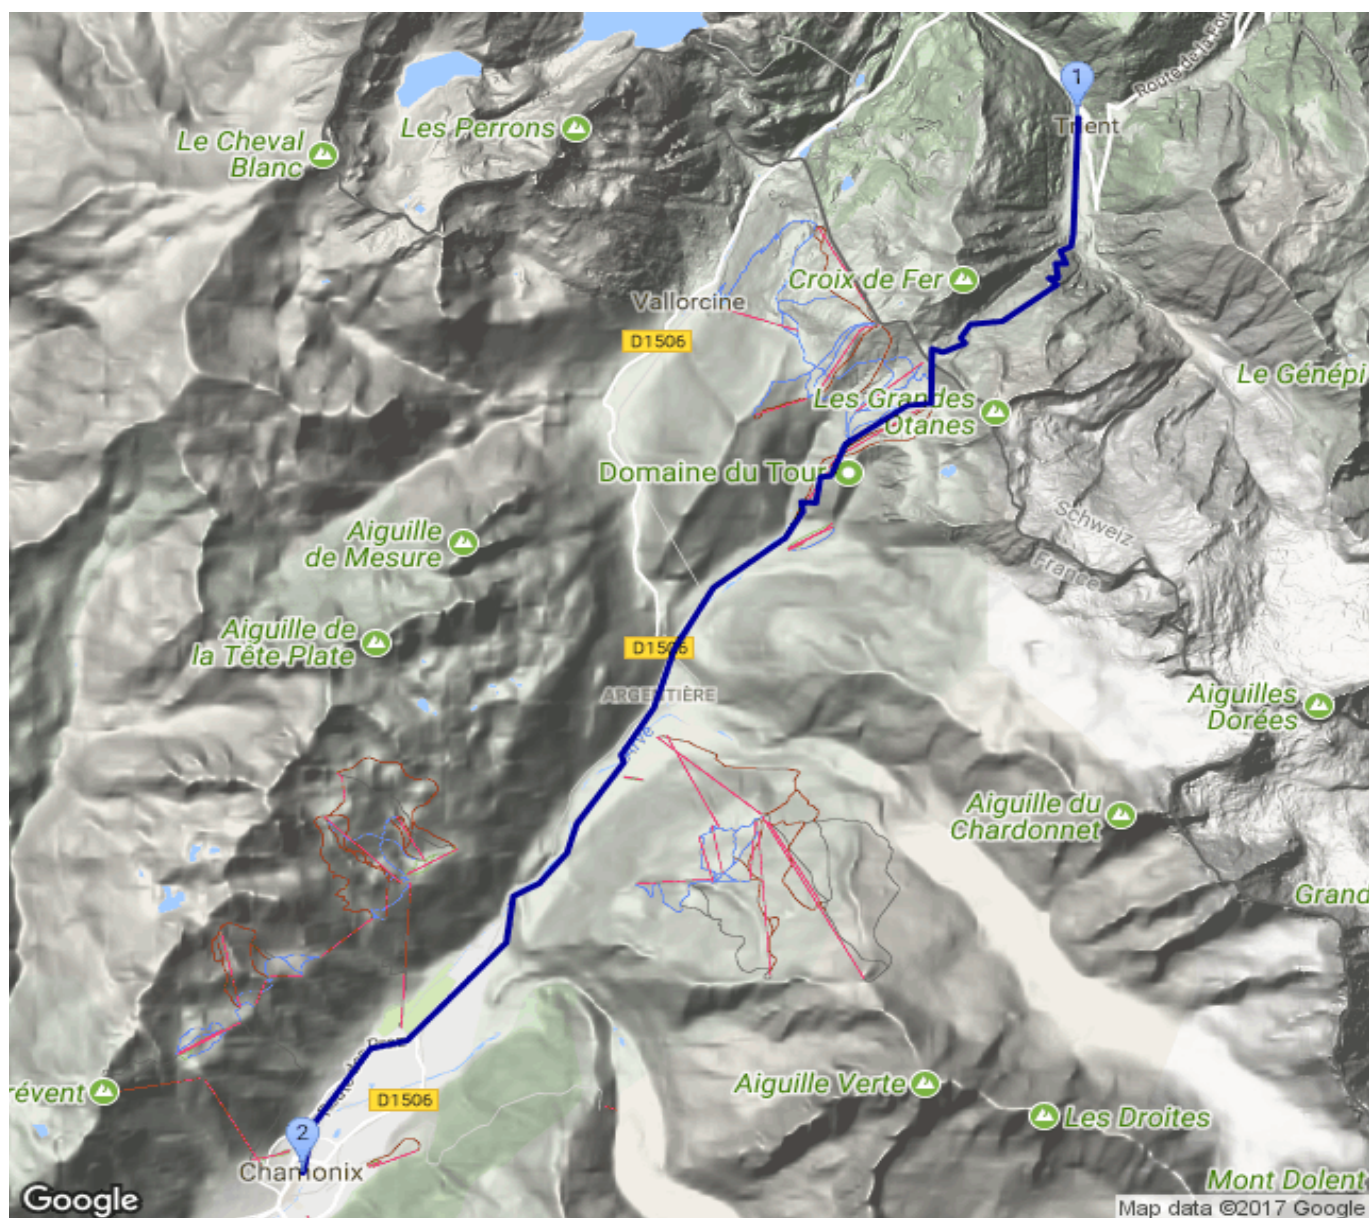 1
Route de la For
Trient
Les Perrons
Le Cheval
Blanc
Croix de Fer
Vallorcine
D1506
Le Génépi
Les Grandes
Otanes
Domaine du Tour
Aiguille
de Mesure
Schweiz
France
Aiguille de
la Tête Plate
D1506
ARGENTIÈRE
Aiguilles
Dorées
Arve
Aiguille du
Chardonnet
Grand
révent
D1506
Aiguille Verte
Les Droites
2
Chamonix
Mont Dolent
Google
Map data ©2017 Google